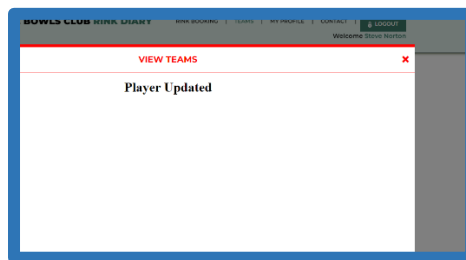 BOWLS CLUB RINK DIARY RINK BOOKING | TEAMS | MY PROFILE | CONTACT | LOGOUT
Welcome Steve Norton
VIEW TEAMS ×
Player Updated